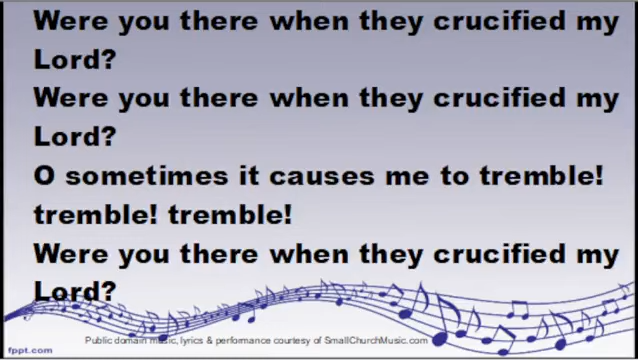 Were you there when they crucified my
Lord?
Were you there when they crucified my
Lord?
O sometimes it causes me to tremble!
tremble! tremble!
Were you there when they crucified my
Lord?
Public domain music, lyrics & performance courtesy of SmallChurchMusic.com
fppt.com